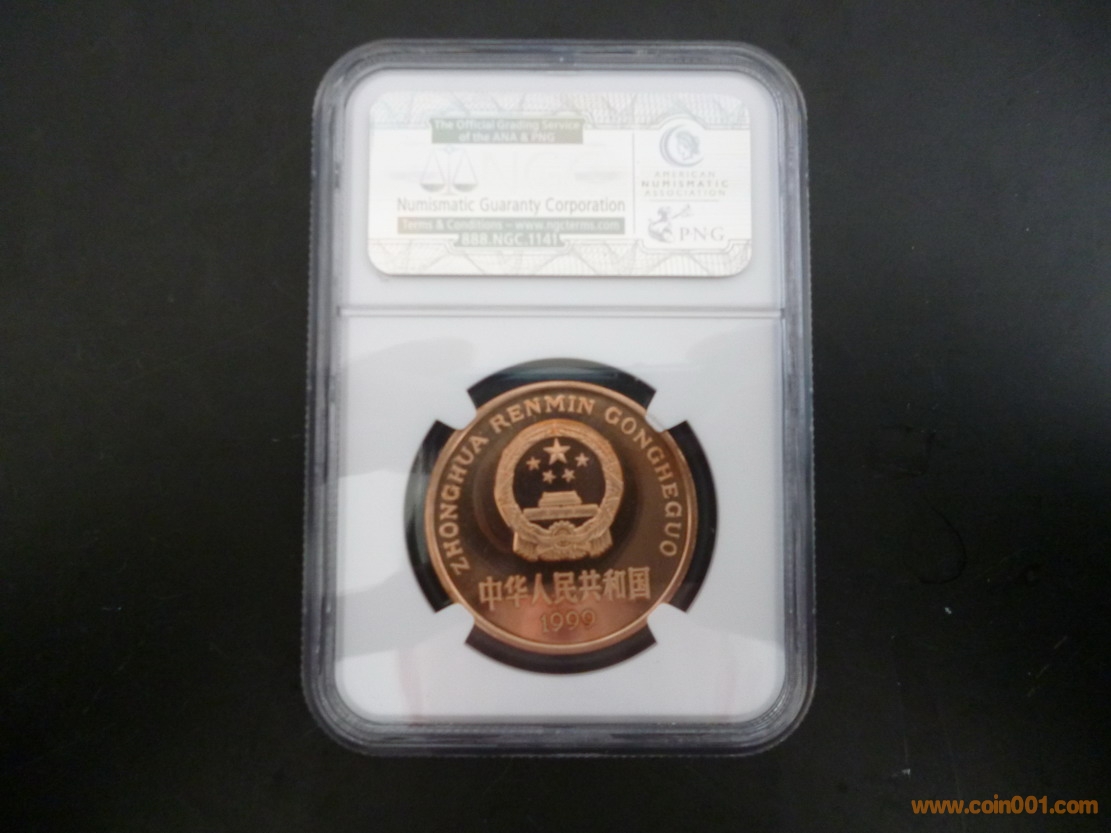 The Official Grading Service
of the ANA & PNG
Numismatic Guaranty Corporation
Terms & Conditions – www.ngcterms.com
888.NGC.1141
AMERICAN
NUMISMATIC
ASSOCIATION
PNG
ZHONGHUA RENMIN GONGHEGUO
中华人民共和国
1999
www.coin001.com